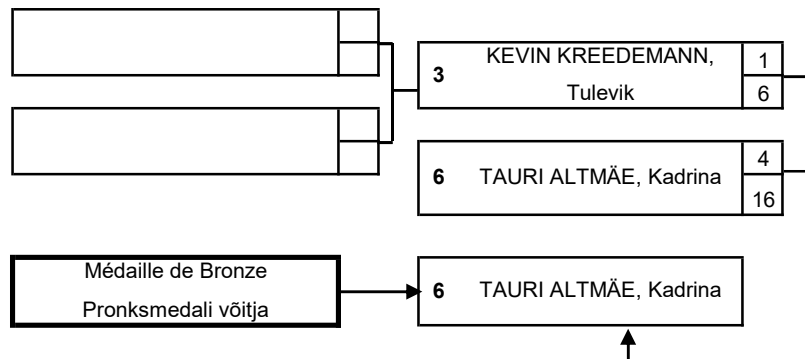 3 KEVIN KREEDEMANN, 1
Tulevik 6
6 TAURI ALTMÄE, Kadrina 4
16
Médaille de Bronze
Pronksmedali võitja
6 TAURI ALTMÄE, Kadrina